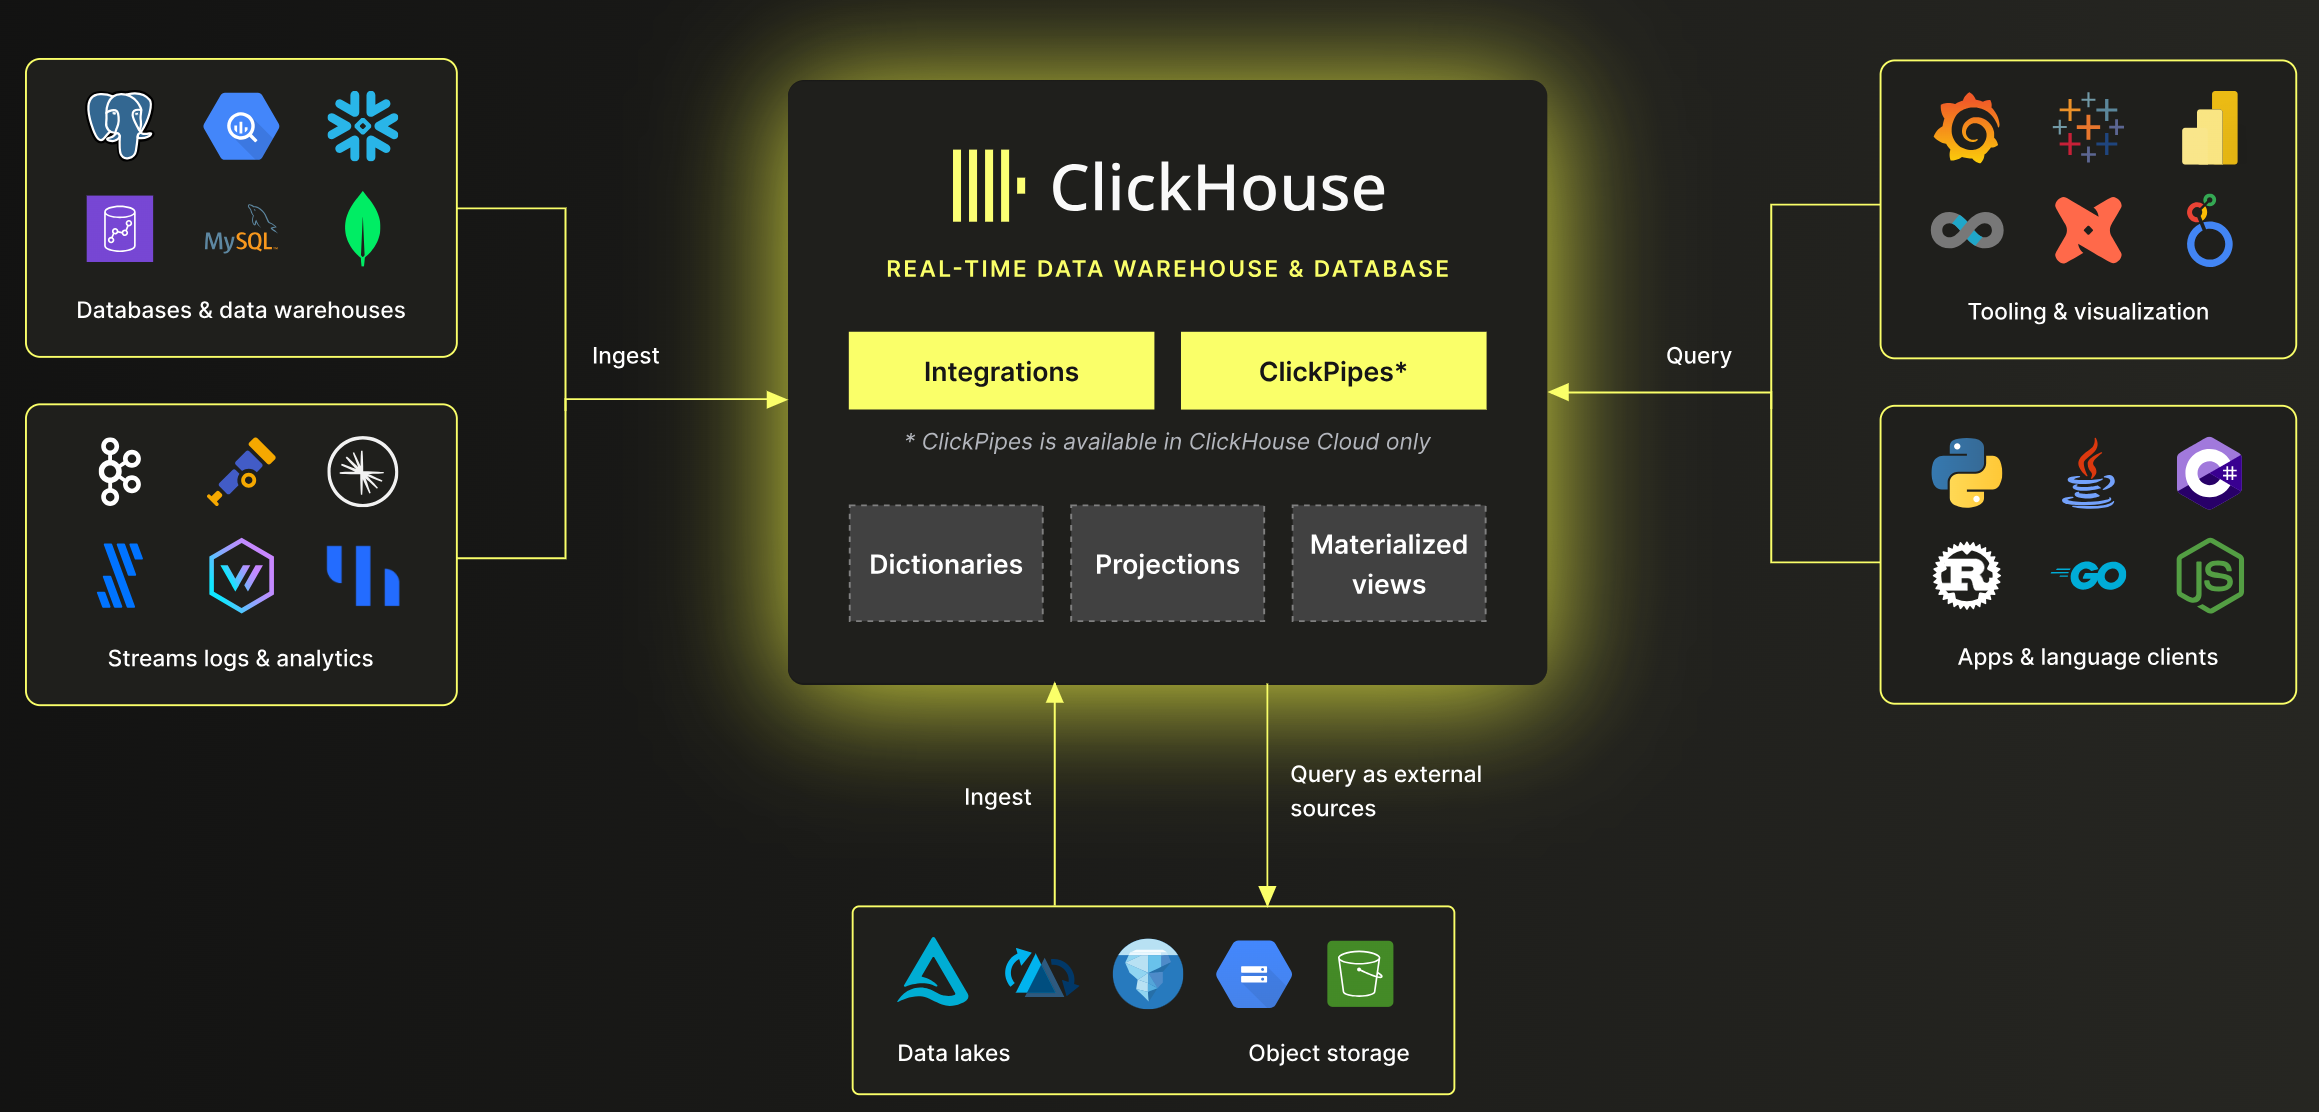 MySQL
Databases & data warehouses
Streams logs & analytics
Ingest
ClickHouse
REAL-TIME DATA WAREHOUSE & DATABASE
Integrations
ClickPipes*
* ClickPipes is available in ClickHouse Cloud only
Dictionaries
Projections
Materialized
views
Query
Tooling & visualization
C#
R
GO
JS
Apps & language clients
Ingest
Query as external
sources
Data lakes
Object storage